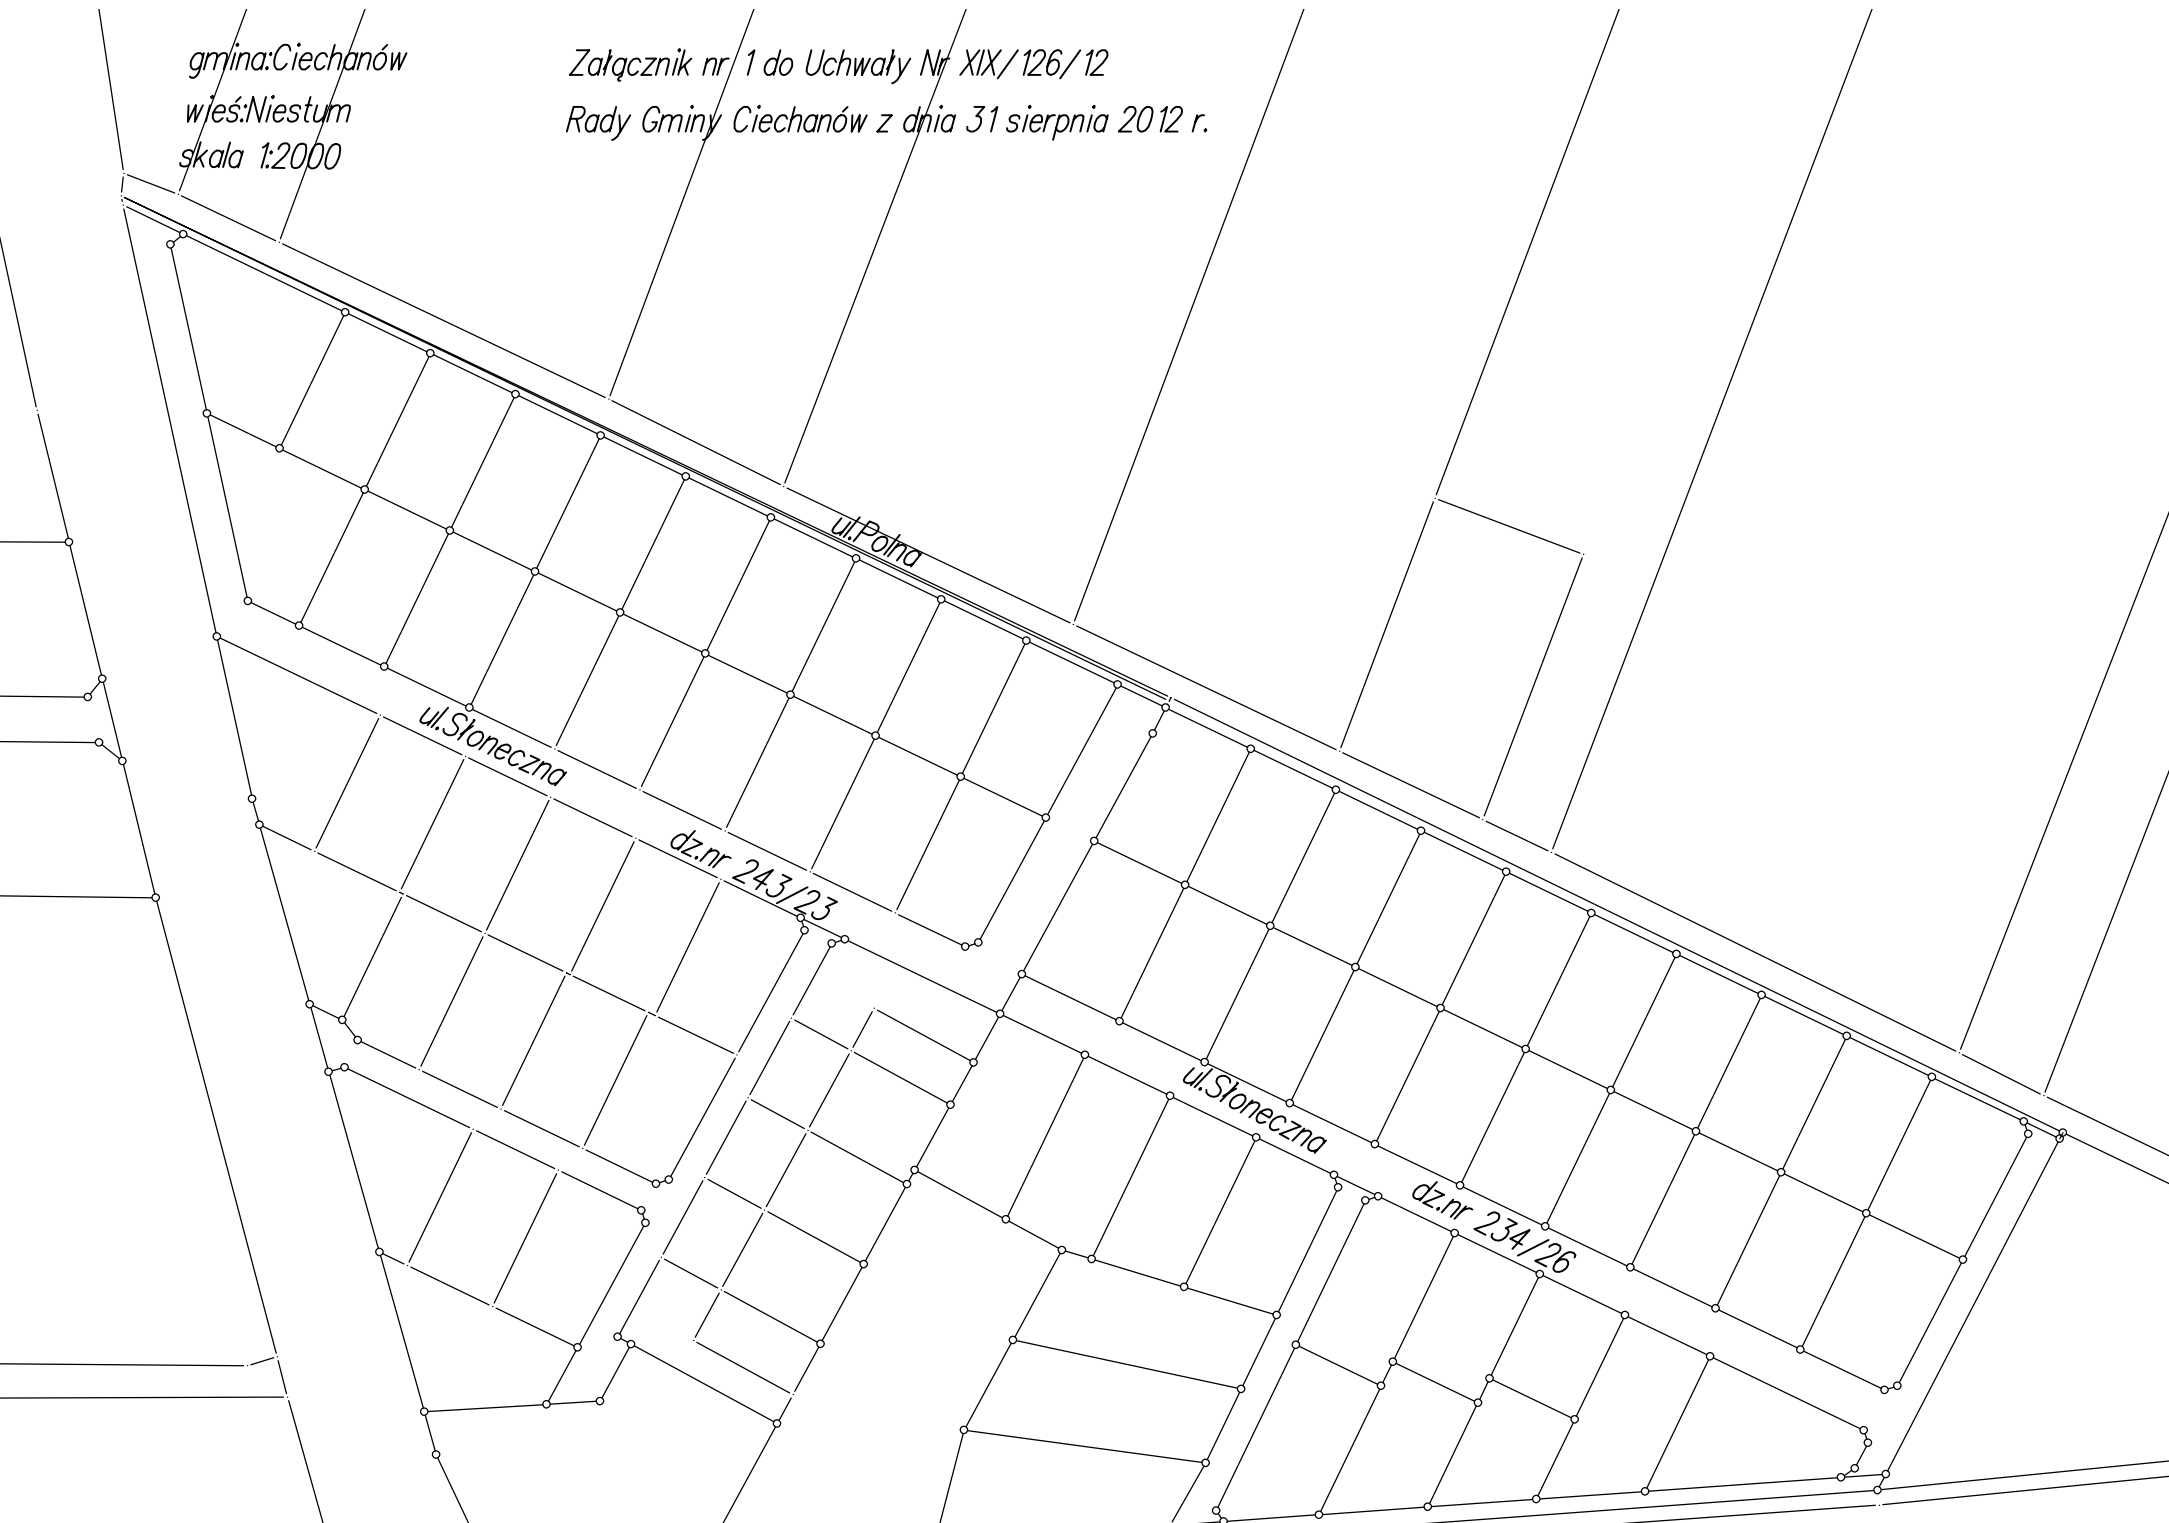 gmina:Ciechanów
wieś:Niestum
skala 1:2000
Załącznik nr 1 do Uchwały Nr XIX/126/12
Rady Gminy Ciechanów z dnia 31 sierpnia 2012 r.
ul.Polna
ul.Słoneczna
dz.nr 243/23
ul.Słoneczna
dz.nr 234/26